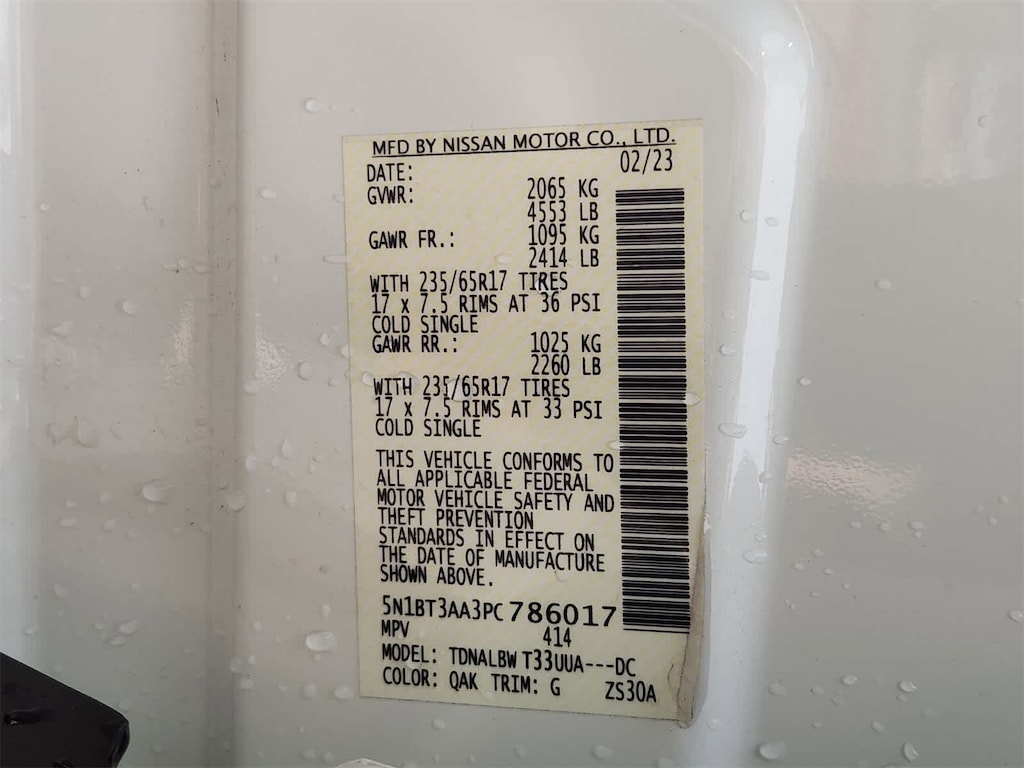 MFD BY NISSAN MOTOR CO., LTD.
DATE: 02/23
GVWR: 2065 KG
4553 LB
GAWR FR.: 1095 KG
2414 LB
WITH 235/65R17 TIRES
17 x 7.5 RIMS AT 36 PSI
COLD SINGLE
GAWR RR.: 1025 KG
2260 LB
WITH 235/65R17 TIRES
17 x 7.5 RIMS AT 33 PSI
COLD SINGLE
THIS VEHICLE CONFORMS TO
ALL APPLICABLE FEDERAL
MOTOR VEHICLE SAFETY AND
THEFT PREVENTION
STANDARDS IN EFFECT ON
THE DATE OF MANUFACTURE
SHOWN ABOVE.
5N1BT3AA3PC786017
MPV 414
MODEL: TDNALBW T33UUA---DC
COLOR: QAK TRIM: G ZS30A